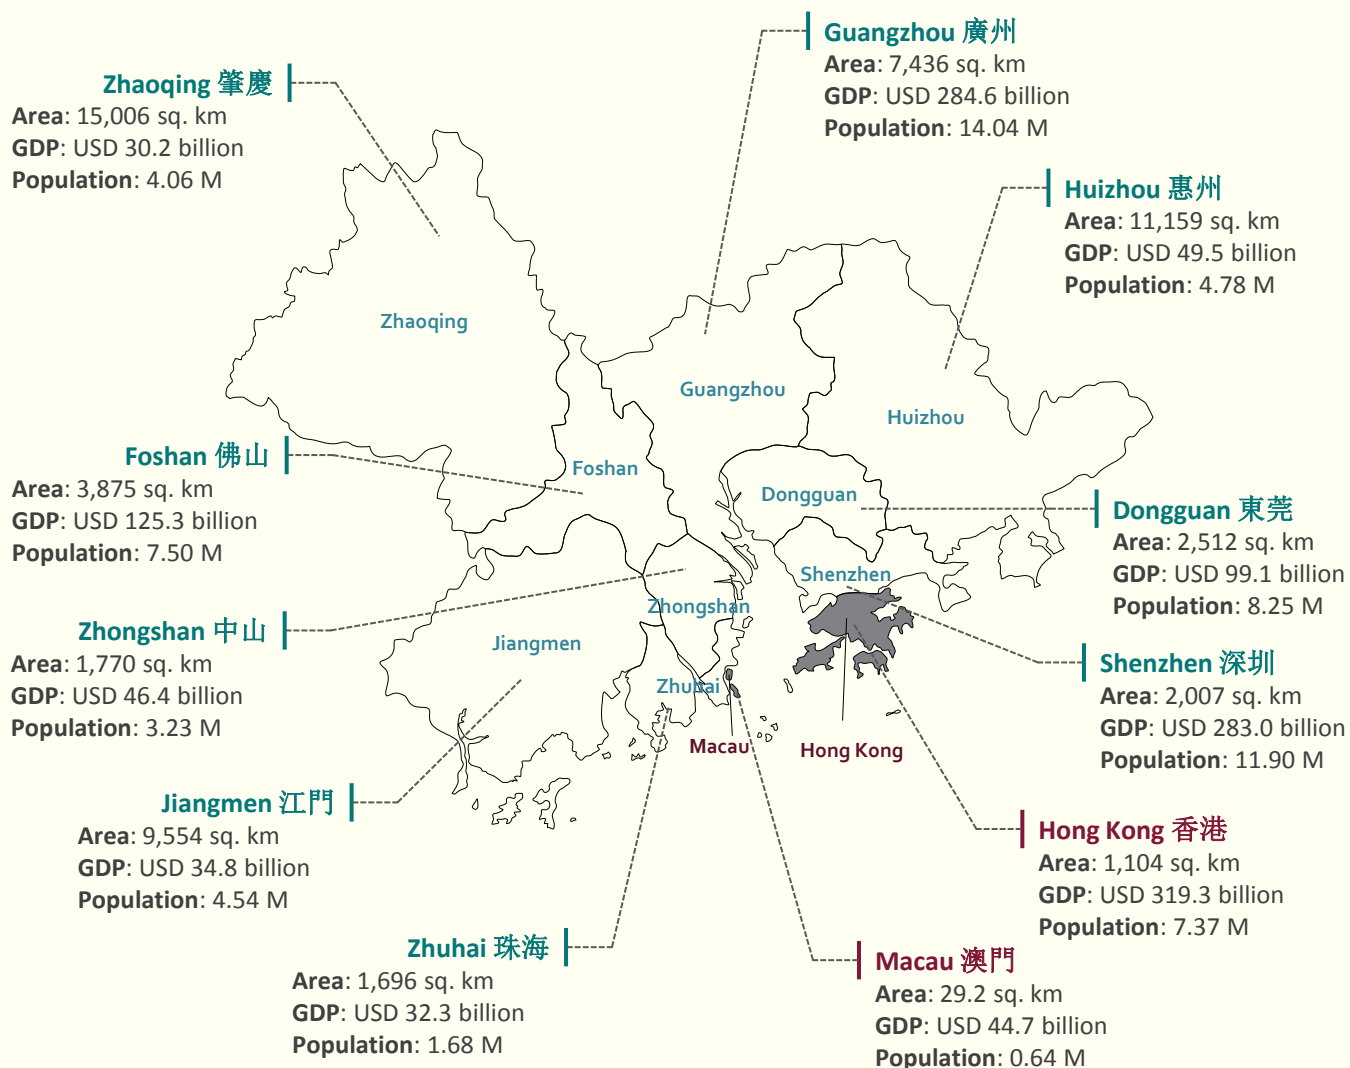 Guangzhou 廣州
Area: 7,436 sq. km
GDP: USD 284.6 billion
Population: 14.04 M
Zhaoqing 肇慶
Area: 15,006 sq. km
GDP: USD 30.2 billion
Population: 4.06 M
Huizhou 惠州
Area: 11,159 sq. km
GDP: USD 49.5 billion
Population: 4.78 M
Zhaoqing
Guangzhou
Huizhou
Foshan 佛山
Area: 3,875 sq. km
GDP: USD 125.3 billion
Population: 7.50 M
Foshan
Dongguan
Dongguan 東莞
Area: 2,512 sq. km
GDP: USD 99.1 billion
Population: 8.25 M
Shenzhen
Zhongshan
Zhongshan 中山
Area: 1,770 sq. km
GDP: USD 46.4 billion
Population: 3.23 M
Jiangmen
Zhuhai
Macau
Hong Kong
Shenzhen 深圳
Area: 2,007 sq. km
GDP: USD 283.0 billion
Population: 11.90 M
Jiangmen 江門
Area: 9,554 sq. km
GDP: USD 34.8 billion
Population: 4.54 M
Hong Kong 香港
Area: 1,104 sq. km
GDP: USD 319.3 billion
Population: 7.37 M
Zhuhai 珠海
Area: 1,696 sq. km
GDP: USD 32.3 billion
Population: 1.68 M
Macau 澳門
Area: 29.2 sq. km
GDP: USD 44.7 billion
Population: 0.64 M